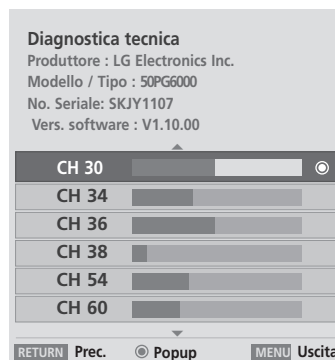 Diagnostica tecnica
Produttore : LG Electronics Inc.
Modello / Tipo : 50PG6000
No. Seriale: SKJY1107
Vers. software : V1.10.00
CH 30
CH 34
CH 36
CH 38
CH 54
CH 60
RETURN Prec. Popup MENU Uscita